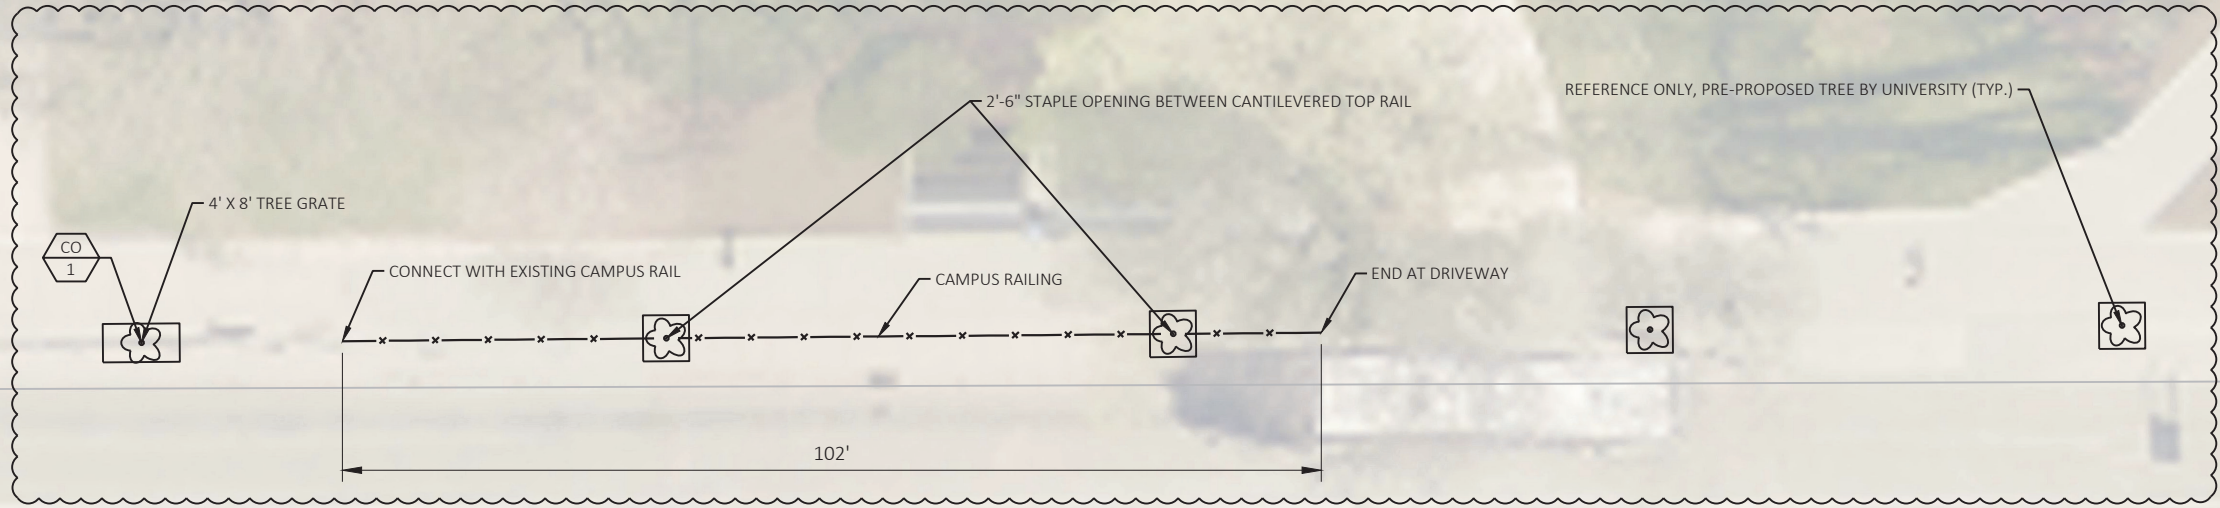 REFERENCE ONLY, PRE-PROPOSED TREE BY UNIVERSITY (TYP.)
2'-6" STAPLE OPENING BETWEEN CANTILEVERED TOP RAIL
4' X 8' TREE GRATE
CO
1
CONNECT WITH EXISTING CAMPUS RAIL
CAMPUS RAILING
END AT DRIVEWAY
102'